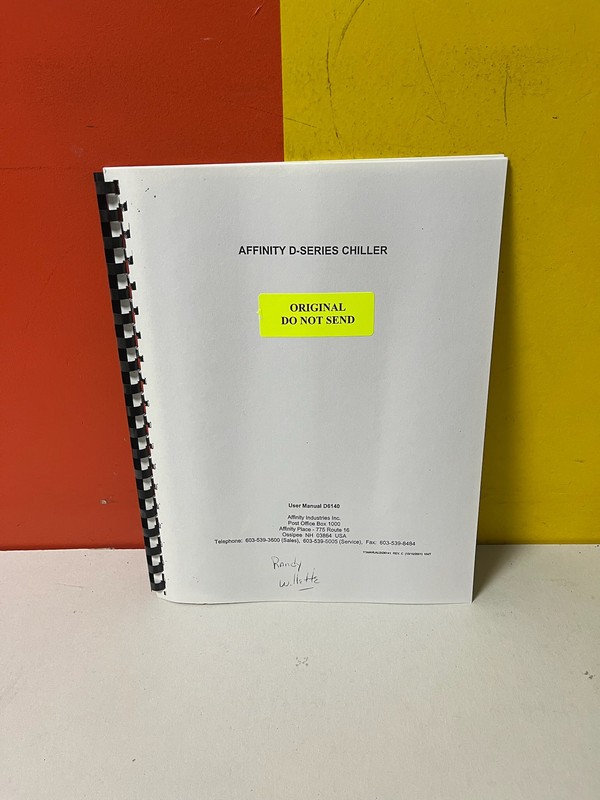 AFFINITY D-SERIES CHILLER
ORIGINAL
DO NOT SEND
User Manual D6140
Affinity Industries Inc.
Post Office Box 1000
Affinity Place - 775 Route 16
Ossipee NH 03864 USA
Telephone: 603-539-3600 (Sales), 603-539-5005 (Service), Fax: 603-539-8484
Randy